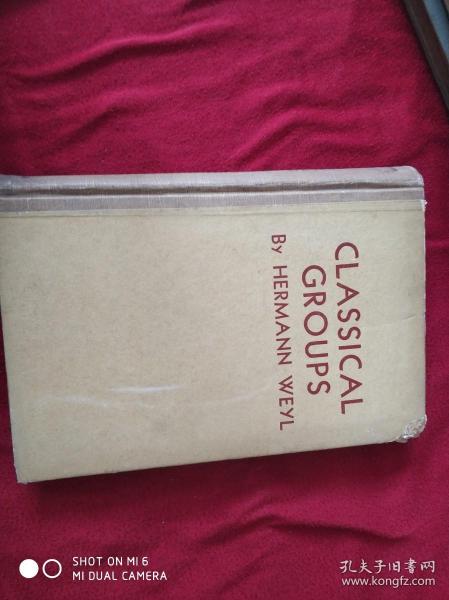 CLASSICAL
GROUPS
By HERMANN WEYL
SHOT ON MI 6
MI DUAL CAMERA
孔夫子旧书网
www.kongfz.com